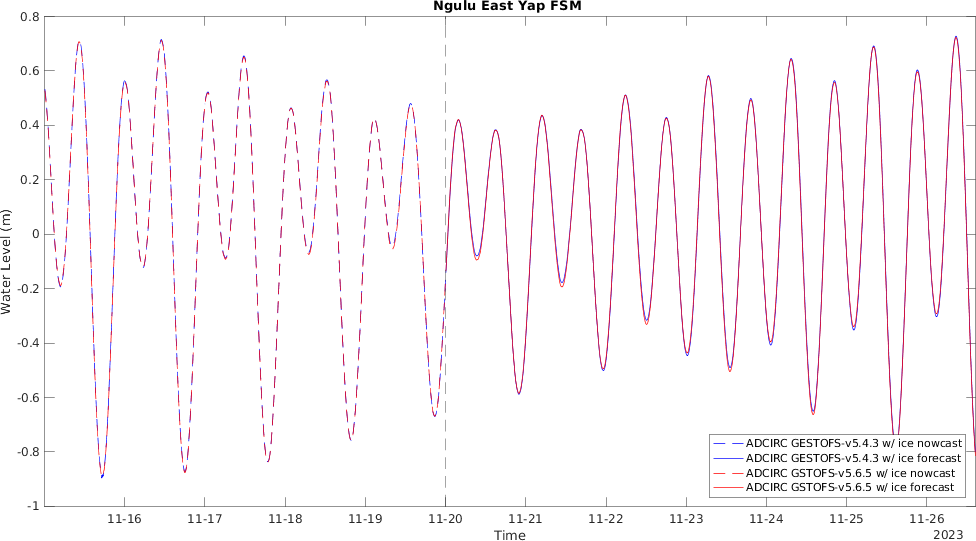 Ngulu East Yap FSM
0.8
0.6
0.4
0.2
0
-0.2
-0.4
-0.6
-0.8
-1
Water Level (m)
ADCIRC GESTOFS-v5.4.3 w/ ice nowcast
ADCIRC GESTOFS-v5.4.3 w/ ice forecast
ADCIRC GSTOFS-v5.6.5 w/ ice nowcast
ADCIRC GSTOFS-v5.6.5 w/ ice forecast
11-16 11-17 11-18 11-19 11-20 11-21 11-22 11-23 11-24 11-25 11-26
Time
2023